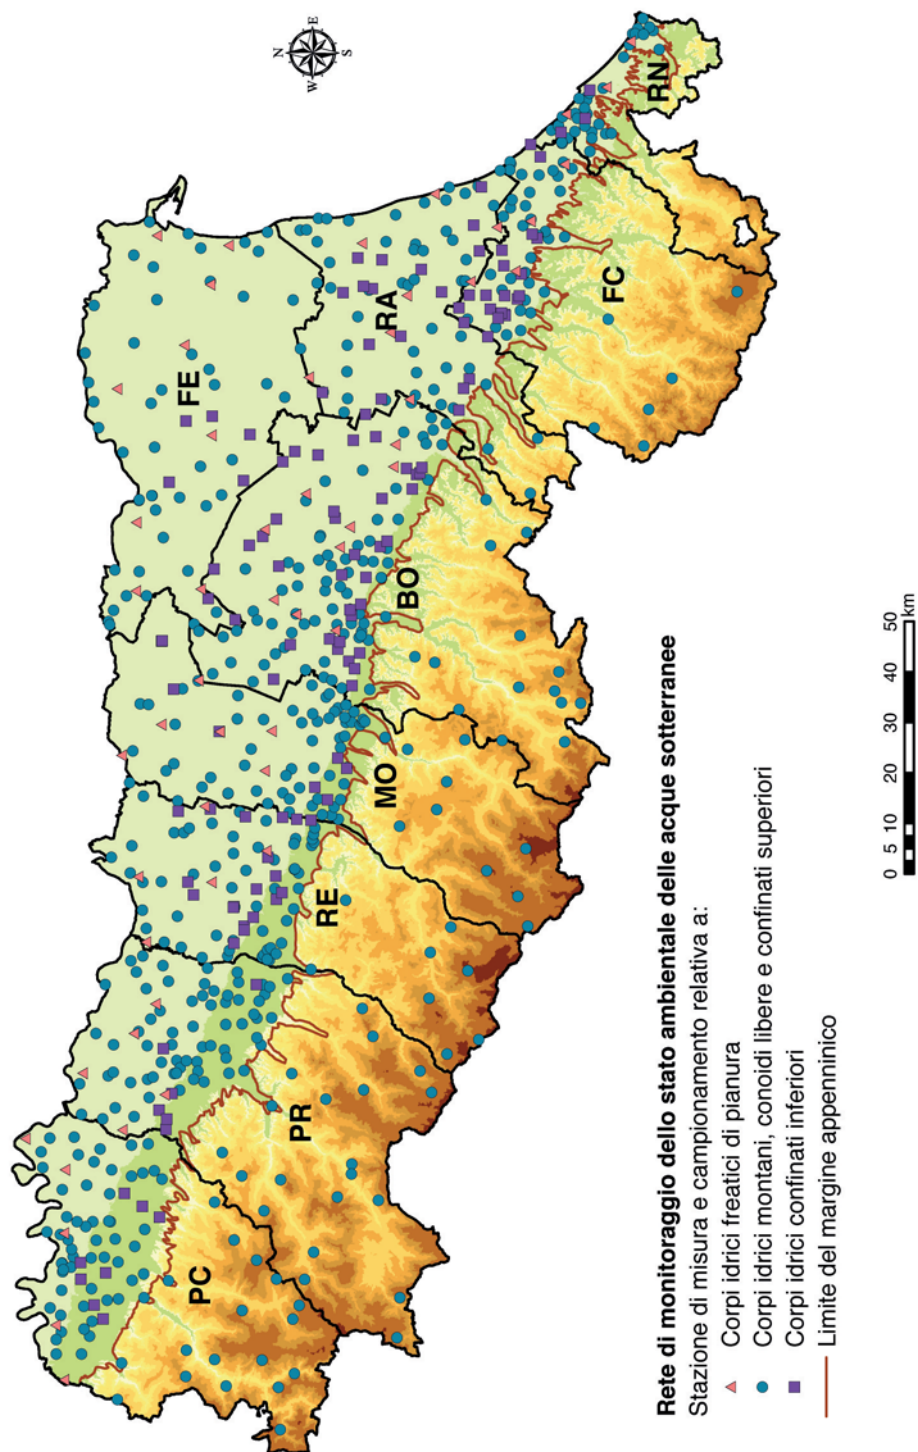 N
W E
S
PC
PR
RE
MO
BO
FE
RA
FC
RN
Rete di monitoraggio dello stato ambientale delle acque sotterranee
Stazione di misura e campionamento relativa a:
Corpi idrici freatici di pianura
Corpi idrici montani, conoidi libere e confinati superiori
Corpi idrici confinati inferiori
Limite del margine appenninico
0 5 10 20 30 40 50
km